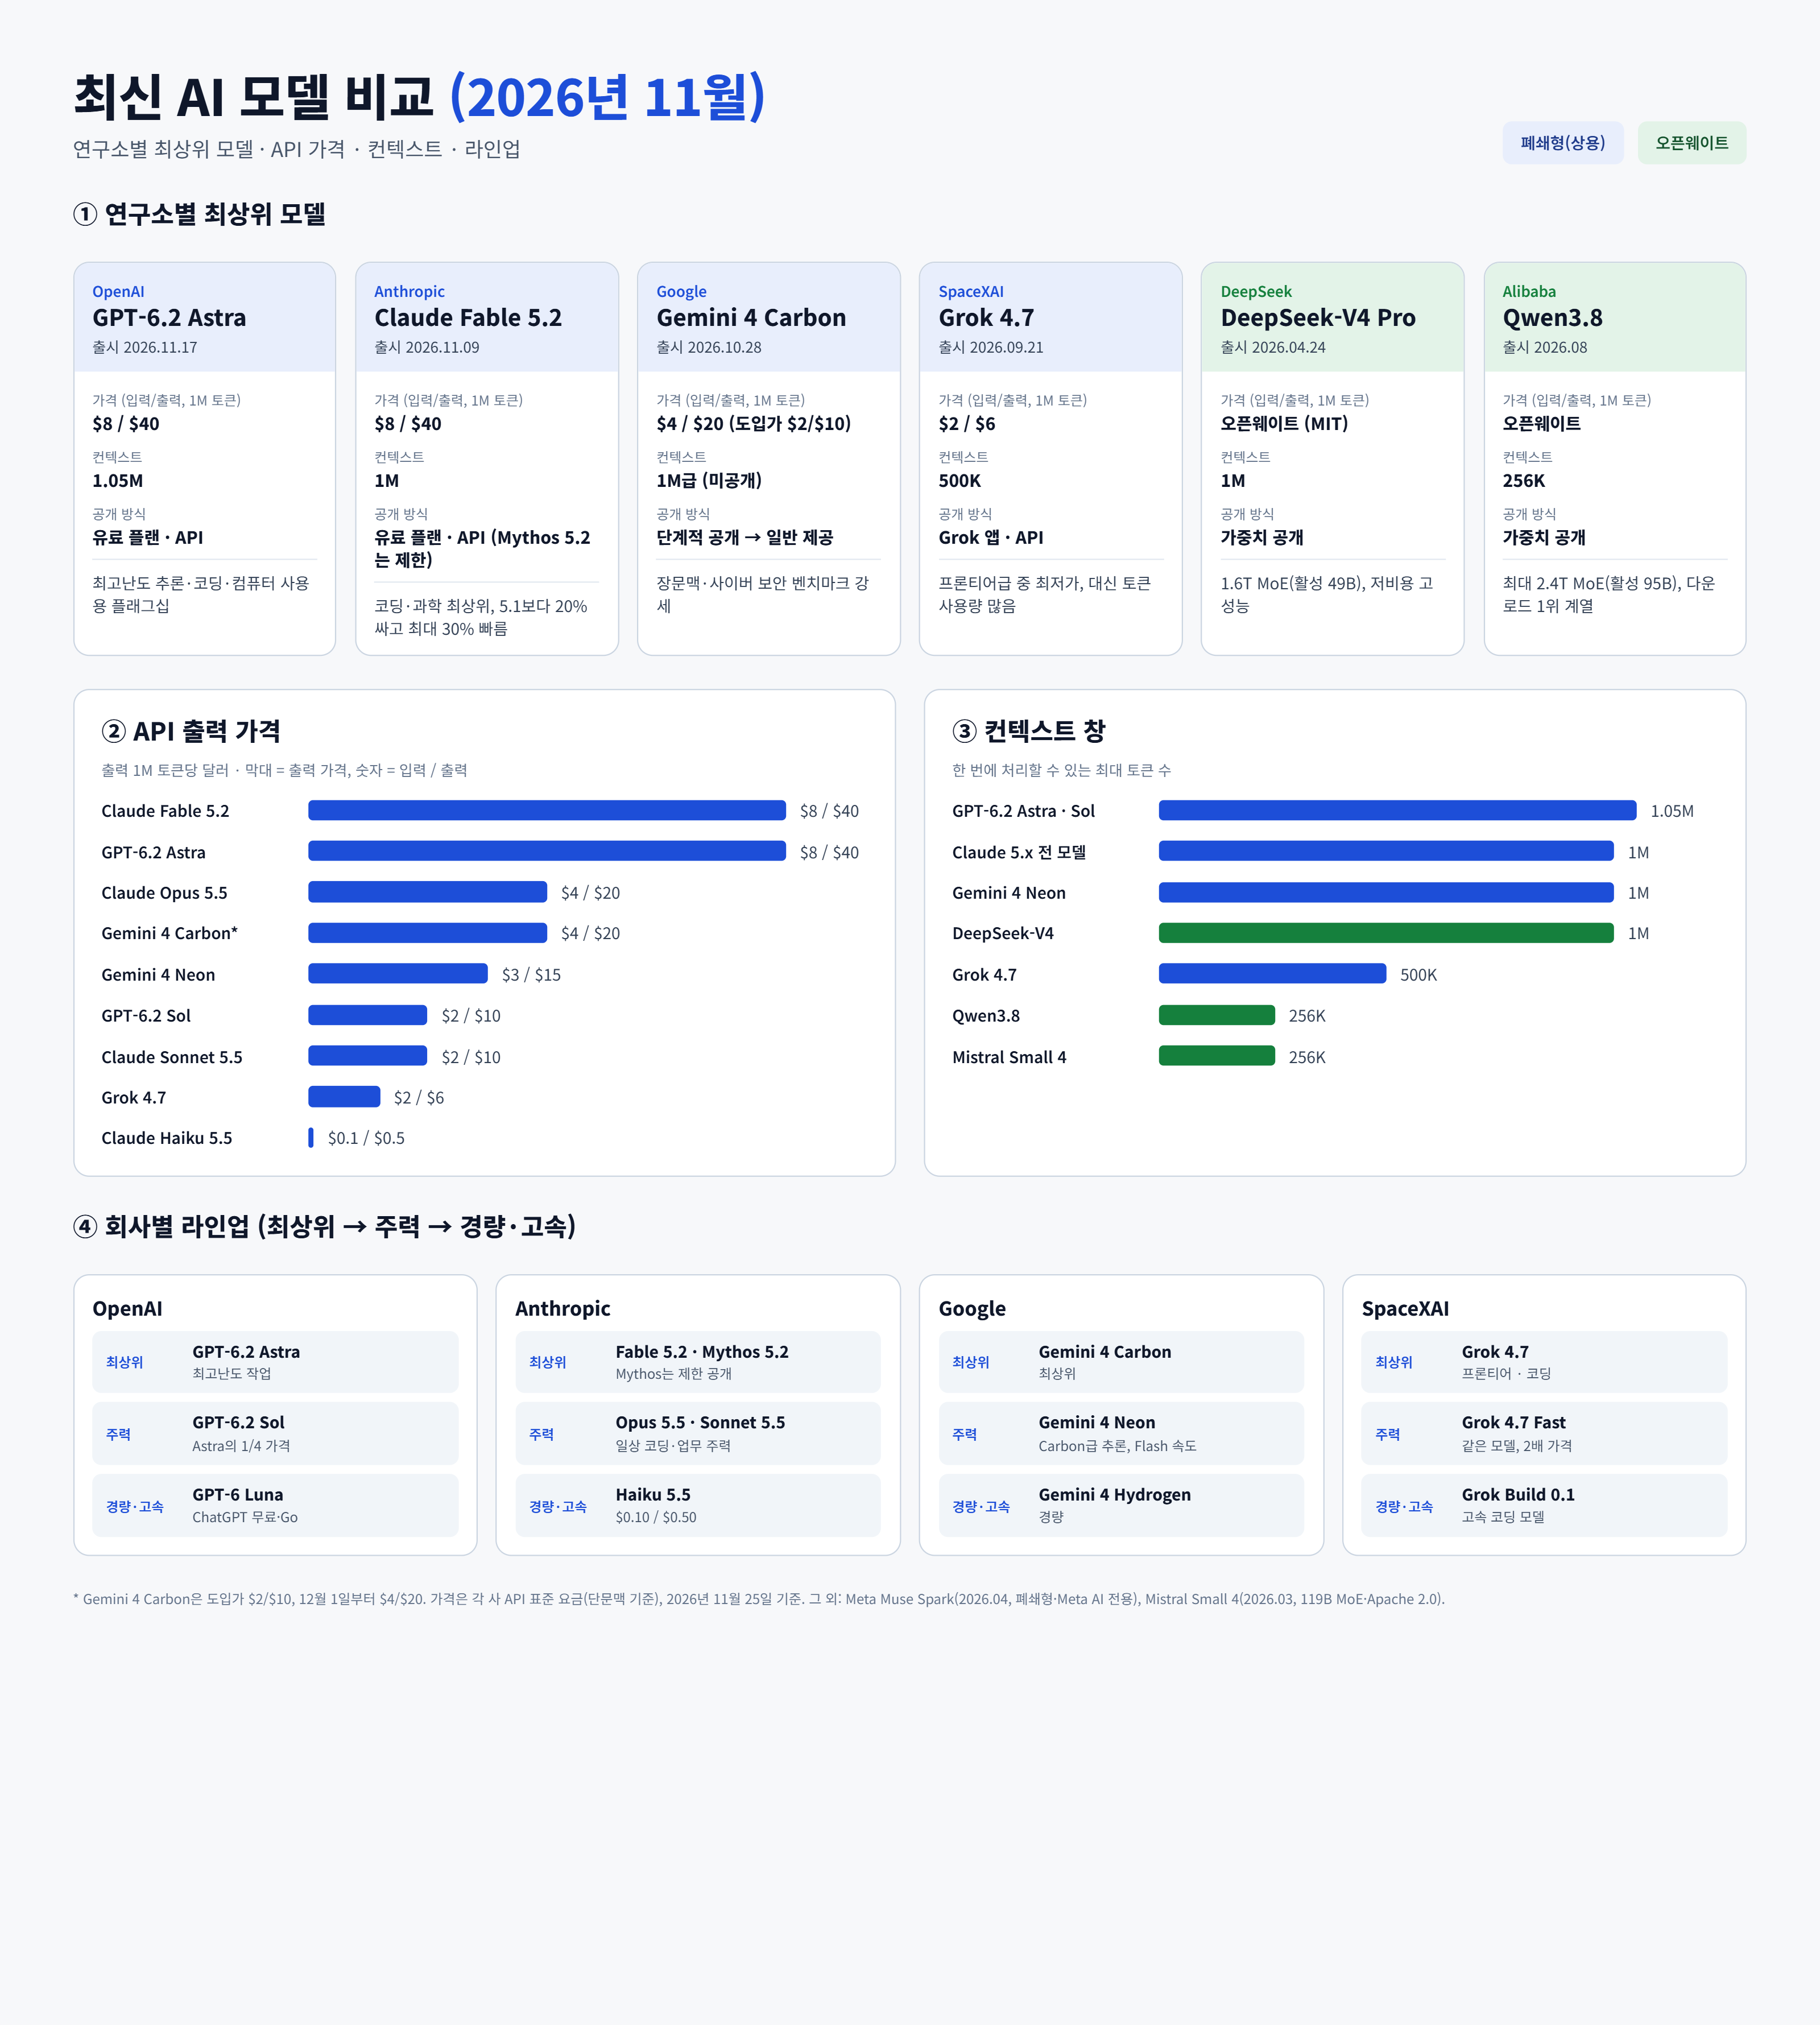 최신 AI 모델 비교 (2026년 11월)
연구소별 최상위 모델 · API 가격 · 컨텍스트 · 라인업
폐쇄형(상용)
오픈웨이트
① 연구소별 최상위 모델
OpenAI
GPT-6.2 Astra
출시 2026.11.17
가격 (입력/출력, 1M 토큰)
$8 / $40
컨텍스트
1.05M
공개 방식
유료 플랜 · API
최고난도 추론·코딩·컴퓨터 사용
용 플래그십
Anthropic
Claude Fable 5.2
출시 2026.11.09
가격 (입력/출력, 1M 토큰)
$8 / $40
컨텍스트
1M
공개 방식
유료 플랜 · API (Mythos 5.2
는 제한)
코딩·과학 최상위, 5.1보다 20%
싸고 최대 30% 빠름
Google
Gemini 4 Carbon
출시 2026.10.28
가격 (입력/출력, 1M 토큰)
$4 / $20 (도입가 $2/$10)
컨텍스트
1M급 (미공개)
공개 방식
단계적 공개 → 일반 제공
장문맥·사이버 보안 벤치마크 강
세
SpaceXAI
Grok 4.7
출시 2026.09.21
가격 (입력/출력, 1M 토큰)
$2 / $6
컨텍스트
500K
공개 방식
Grok 앱 · API
프론티어급 중 최저가, 대신 토큰
사용량 많음
DeepSeek
DeepSeek-V4 Pro
출시 2026.04.24
가격 (입력/출력, 1M 토큰)
오픈웨이트 (MIT)
컨텍스트
1M
공개 방식
가중치 공개
1.6T MoE(활성 49B), 저비용 고
성능
Alibaba
Qwen3.8
출시 2026.08
가격 (입력/출력, 1M 토큰)
오픈웨이트
컨텍스트
256K
공개 방식
가중치 공개
최대 2.4T MoE(활성 95B), 다운
로드 1위 계열
② API 출력 가격
출력 1M 토큰당 달러 · 막대 = 출력 가격, 숫자 = 입력 / 출력
Claude Fable 5.2 $8 / $40
GPT-6.2 Astra $8 / $40
Claude Opus 5.5 $4 / $20
Gemini 4 Carbon* $4 / $20
Gemini 4 Neon $3 / $15
GPT-6.2 Sol $2 / $10
Claude Sonnet 5.5 $2 / $10
Grok 4.7 $2 / $6
Claude Haiku 5.5 $0.1 / $0.5
③ 컨텍스트 창
한 번에 처리할 수 있는 최대 토큰 수
GPT-6.2 Astra · Sol 1.05M
Claude 5.x 전 모델 1M
Gemini 4 Neon 1M
DeepSeek-V4 1M
Grok 4.7 500K
Qwen3.8 256K
Mistral Small 4 256K
④ 회사별 라인업 (최상위 → 주력 → 경량·고속)
OpenAI
최상위
GPT-6.2 Astra
최고난도 작업
주력
GPT-6.2 Sol
Astra의 1/4 가격
경량·고속
GPT-6 Luna
ChatGPT 무료·Go
Anthropic
최상위
Fable 5.2 · Mythos 5.2
Mythos는 제한 공개
주력
Opus 5.5 · Sonnet 5.5
일상 코딩·업무 주력
경량·고속
Haiku 5.5
$0.10 / $0.50
Google
최상위
Gemini 4 Carbon
최상위
주력
Gemini 4 Neon
Carbon급 추론, Flash 속도
경량·고속
Gemini 4 Hydrogen
경량
SpaceXAI
최상위
Grok 4.7
프론티어 · 코딩
주력
Grok 4.7 Fast
같은 모델, 2배 가격
경량·고속
Grok Build 0.1
고속 코딩 모델
* Gemini 4 Carbon은 도입가 $2/$10, 12월 1일부터 $4/$20. 가격은 각 사 API 표준 요금(단문맥 기준), 2026년 11월 25일 기준. 그 외: Meta Muse Spark(2026.04, 폐쇄형·Meta AI 전용), Mistral Small 4(2026.03, 119B MoE·Apache 2.0).